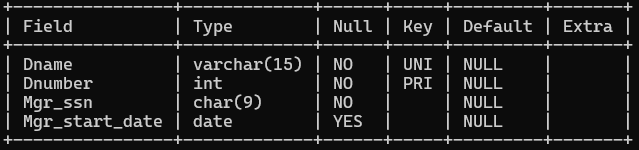 +----------------+-------------+------+-----+---------+-------+
| Field          | Type        | Null | Key | Default | Extra |
+----------------+-------------+------+-----+---------+-------+
| Dname          | varchar(15) | NO   | UNI | NULL    |       |
| Dnumber        | int         | NO   | PRI | NULL    |       |
| Mgr_ssn        | char(9)     | NO   |     | NULL    |       |
| Mgr_start_date | date        | YES  |     | NULL    |       |
+----------------+-------------+------+-----+---------+-------+